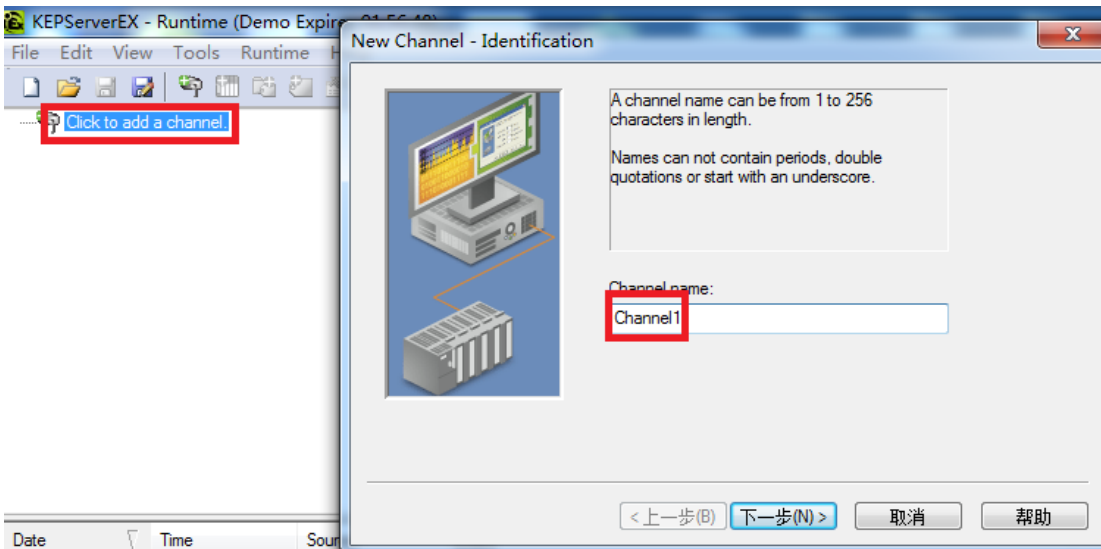 KEPServerEX - Runtime (Demo Expire
File Edit View Tools Runtime
Click to add a channel.
New Channel - Identification
A channel name can be from 1 to 256
characters in length.
Names can not contain periods, double
quotations or start with an underscore.
Channel name:
Channel1
<上一步(B) 下一步(N)> 取消 帮助
Date Time Sour